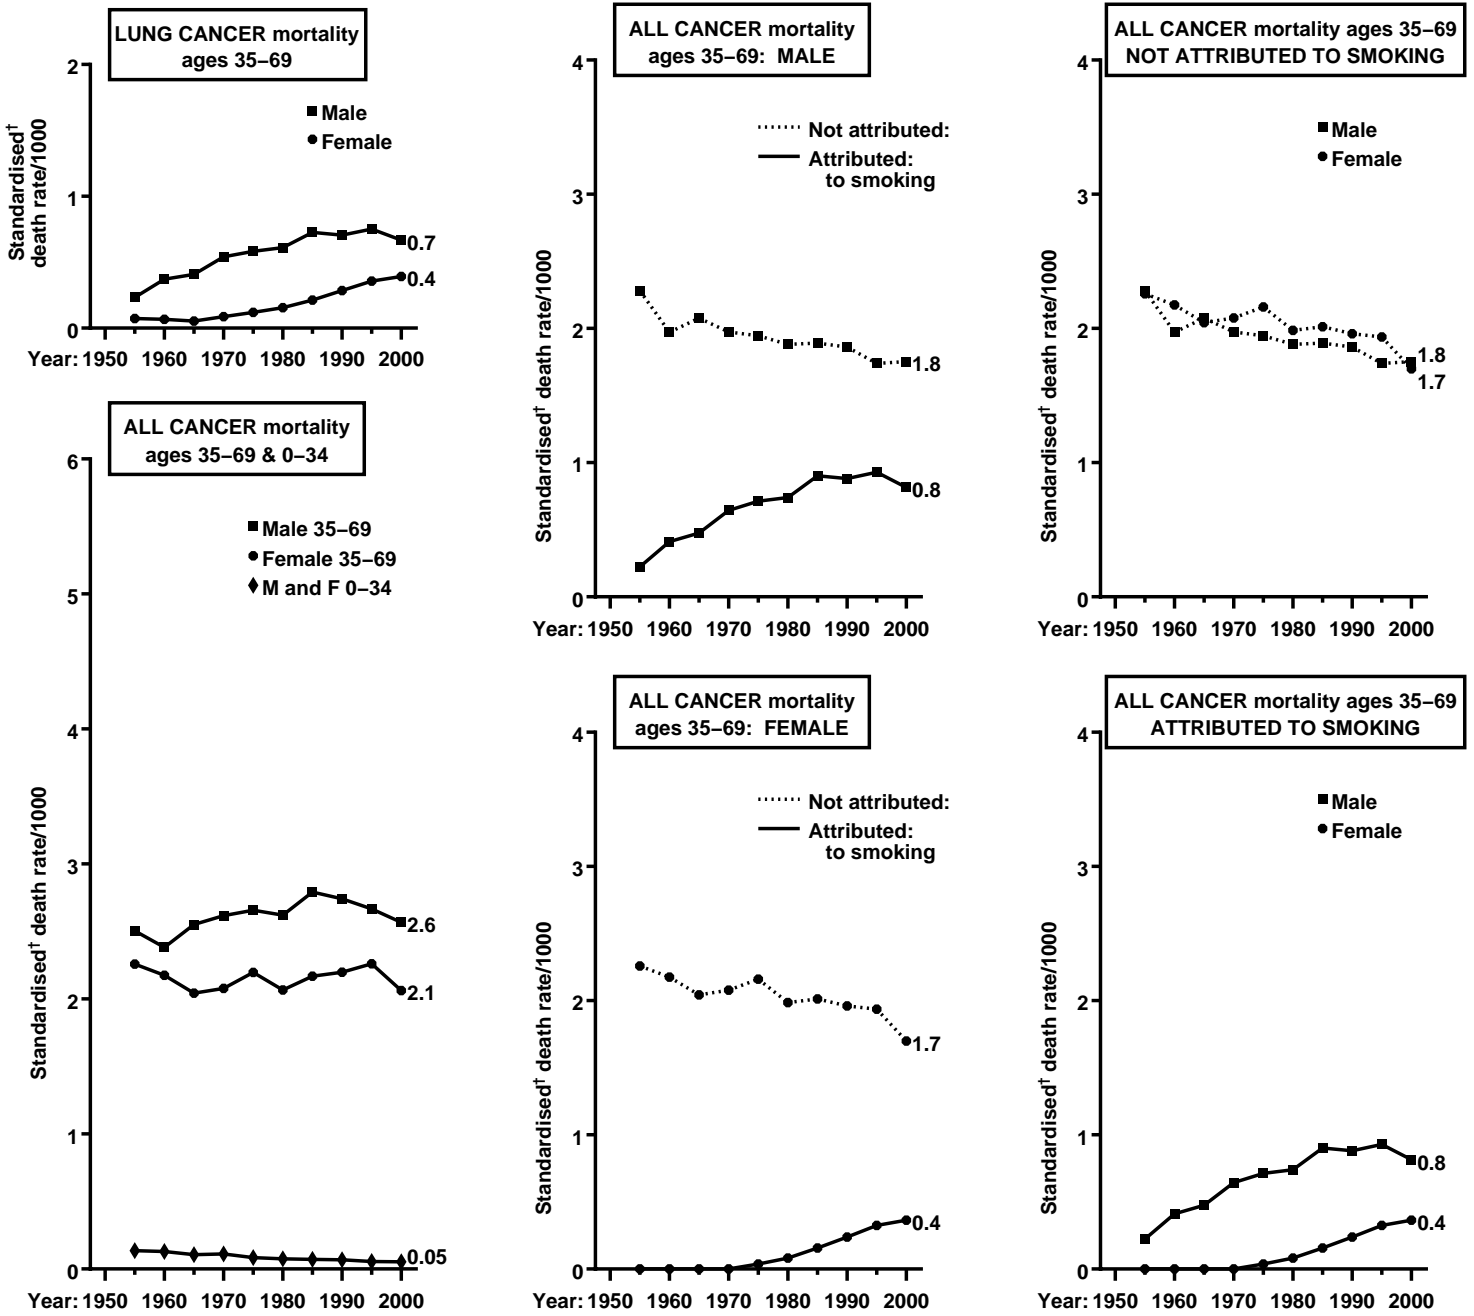 LUNG CANCER mortality
ages 35–69
Standardised†
death rate/1000
2
1
0
Male
Female
0.7
0.4
Year: 1950 1960 1970 1980 1990 2000
ALL CANCER mortality
ages 35–69 & 0–34
Standardised† death rate/1000
6
5
4
3
2
1
0
Male 35–69
Female 35–69
M and F 0–34
2.6
2.1
0.05
Year: 1950 1960 1970 1980 1990 2000
ALL CANCER mortality
ages 35–69: MALE
Standardised† death rate/1000
4
3
2
1
0
Not attributed:
Attributed:
to smoking
1.8
0.8
Year: 1950 1960 1970 1980 1990 2000
ALL CANCER mortality
ages 35–69: FEMALE
Standardised† death rate/1000
4
3
2
1
0
Not attributed:
Attributed:
to smoking
1.7
0.4
Year: 1950 1960 1970 1980 1990 2000
ALL CANCER mortality ages 35–69
NOT ATTRIBUTED TO SMOKING
Standardised† death rate/1000
4
3
2
1
0
Male
Female
1.8
1.7
Year: 1950 1960 1970 1980 1990 2000
ALL CANCER mortality ages 35–69
ATTRIBUTED TO SMOKING
Standardised† death rate/1000
4
3
2
1
0
Male
Female
0.8
0.4
Year: 1950 1960 1970 1980 1990 2000